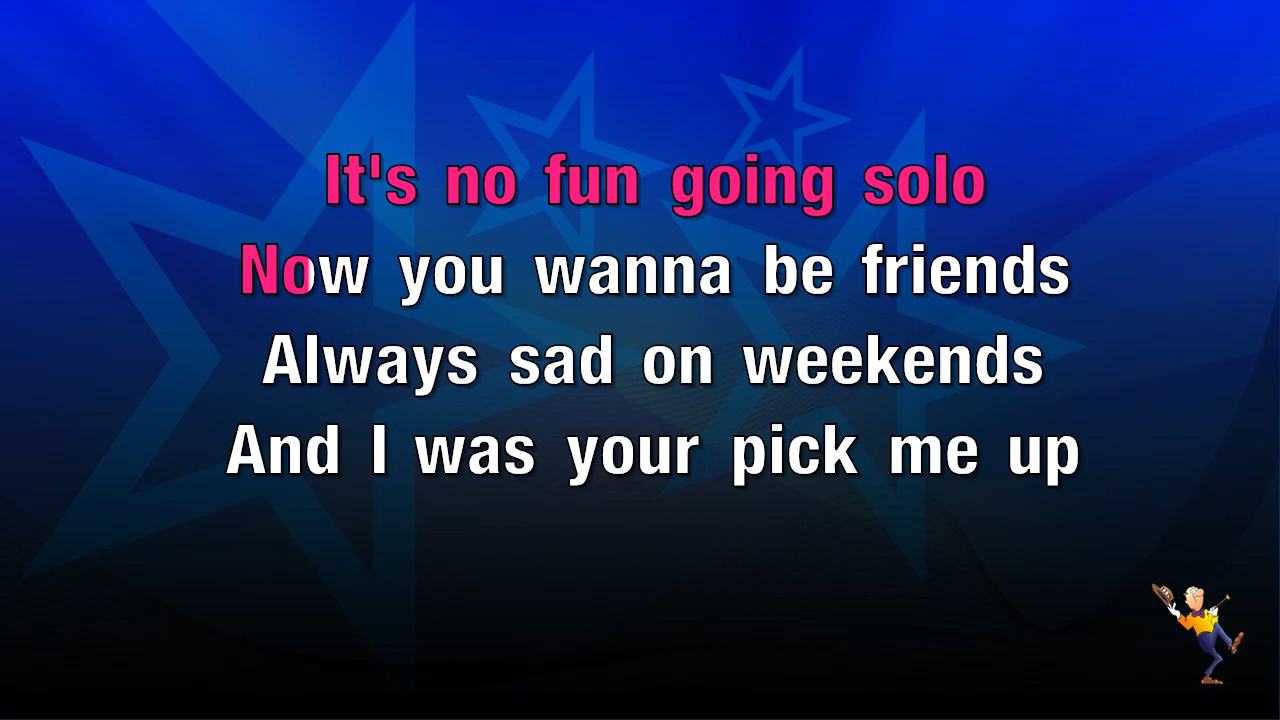 It's no fun going solo
Now you wanna be friends
Always sad on weekends
And I was your pick me up